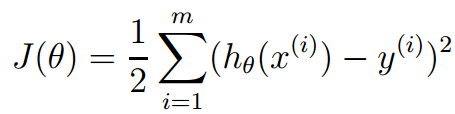 J(θ) = 1/2 ∑_{i=1}^{m} (h_θ(x^{(i)}) − y^{(i)})^2